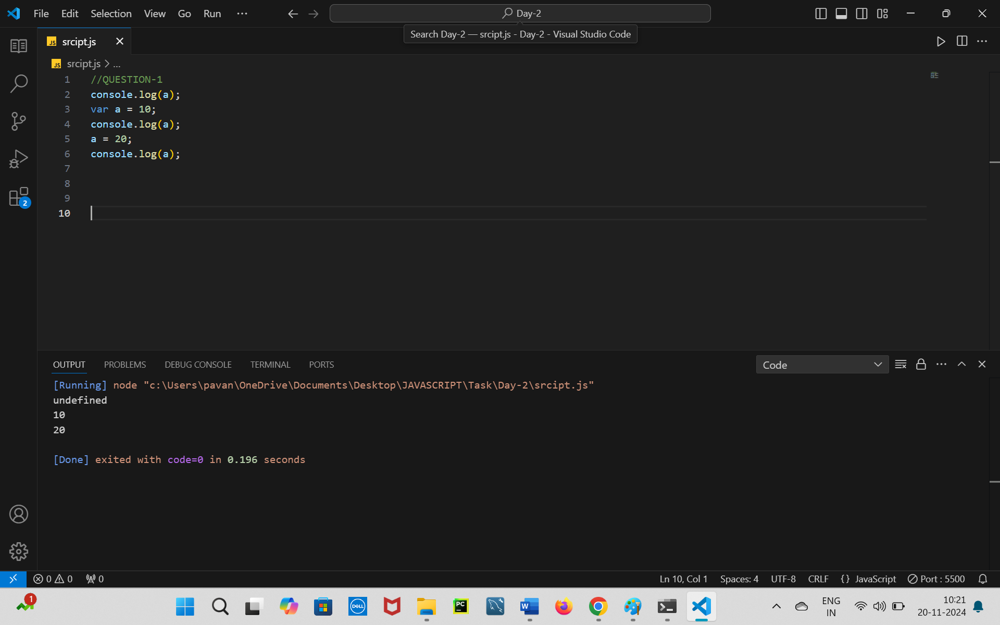 File Edit Selection View Go Run ··· Day-2
Search Day-2 — srcipt.js - Day-2 - Visual Studio Code
JS srcipt.js
JS srcipt.js > ...
1 //QUESTION-1
2 console.log(a);
3 var a = 10;
4 console.log(a);
5 a = 20;
6 console.log(a);
7
8
9
10
2
OUTPUT PROBLEMS DEBUG CONSOLE TERMINAL PORTS Code
[Running] node "c:\Users\pavan\OneDrive\Documents\Desktop\JAVASCRIPT\Task\Day-2\srcipt.js"
undefined
10
20
[Done] exited with code=0 in 0.196 seconds
0 0 0 Ln 10, Col 1 Spaces: 4 UTF-8 CRLF {} JavaScript Port : 5500
1 DELL PC W ENG 10:21
IN 20-11-2024